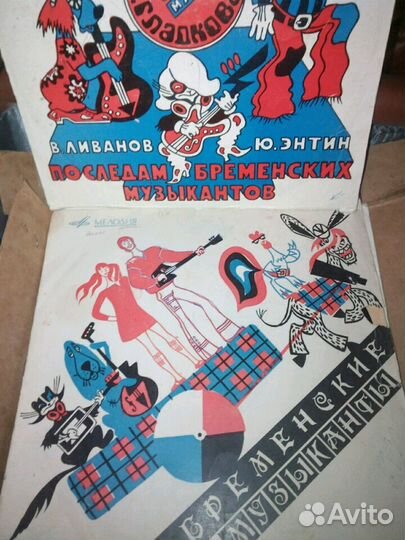 Г.ГЛАДКОВ
В.ЛИВАНОВ Ю.ЭНТИН
ПО СЛЕДАМ БРЕМЕНСКИХ
МУЗЫКАНТОВ
МЕЛОДИЯ
БРЕМЕНСКИЕ
МУЗЫКАНТЫ
Avito